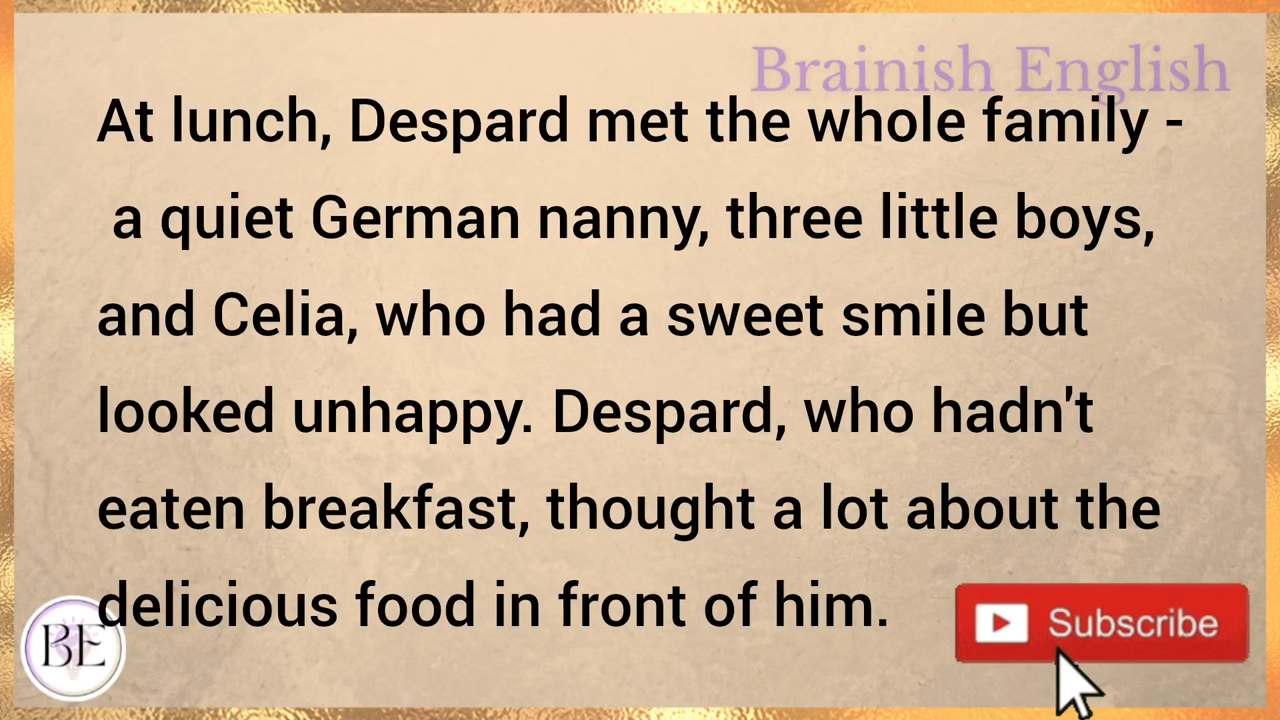 Brainish English
At lunch, Despard met the whole family -
a quiet German nanny, three little boys,
and Celia, who had a sweet smile but
looked unhappy. Despard, who hadn't
eaten breakfast, thought a lot about the
delicious food in front of him.
BE
Subscribe